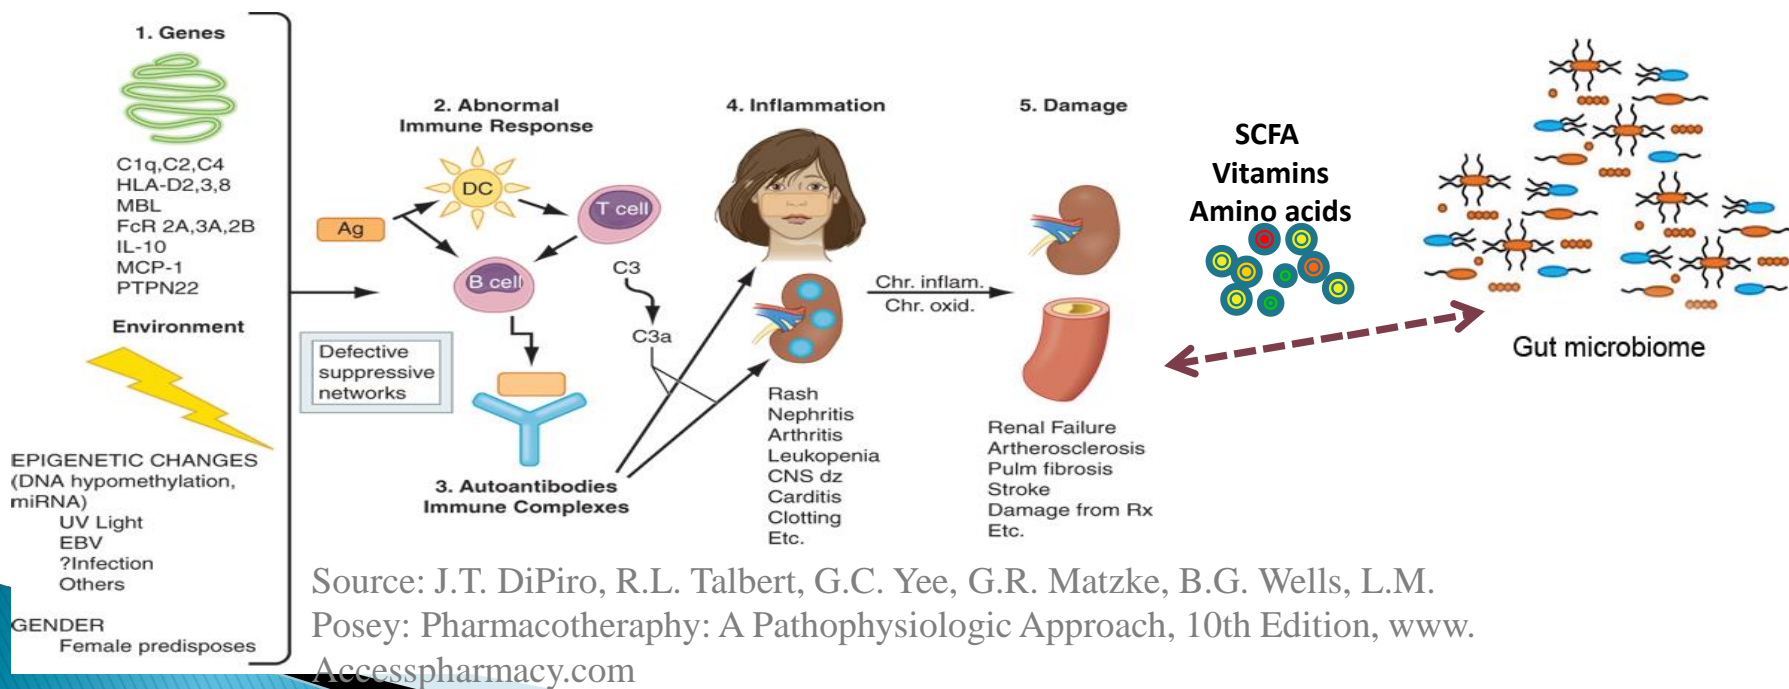 1. Genes
C1q,C2,C4
HLA-D2,3,8
MBL
FcR 2A,3A,2B
IL-10
MCP-1
PTPN22
Environment
EPIGENETIC CHANGES
(DNA hypomethylation,
miRNA)
UV Light
EBV
?Infection
Others
GENDER
Female predisposes
2. Abnormal
Immune Response
Ag
DC
T cell
B cell
Defective
suppressive
networks
C3
C3a
3. Autoantibodies
Immune Complexes
4. Inflammation
Rash
Nephritis
Arthritis
Leukopenia
CNS dz
Carditis
Clotting
Etc.
Chr. inflam.
Chr. oxid.
5. Damage
Renal Failure
Artherosclerosis
Pulm fibrosis
Stroke
Damage from Rx
Etc.
SCFA
Vitamins
Amino acids
Gut microbiome
Source: J.T. DiPiro, R.L. Talbert, G.C. Yee, G.R. Matzke, B.G. Wells, L.M.
Posey: Pharmacotheraphy: A Pathophysiologic Approach, 10th Edition, www.
Accesspharmacy.com